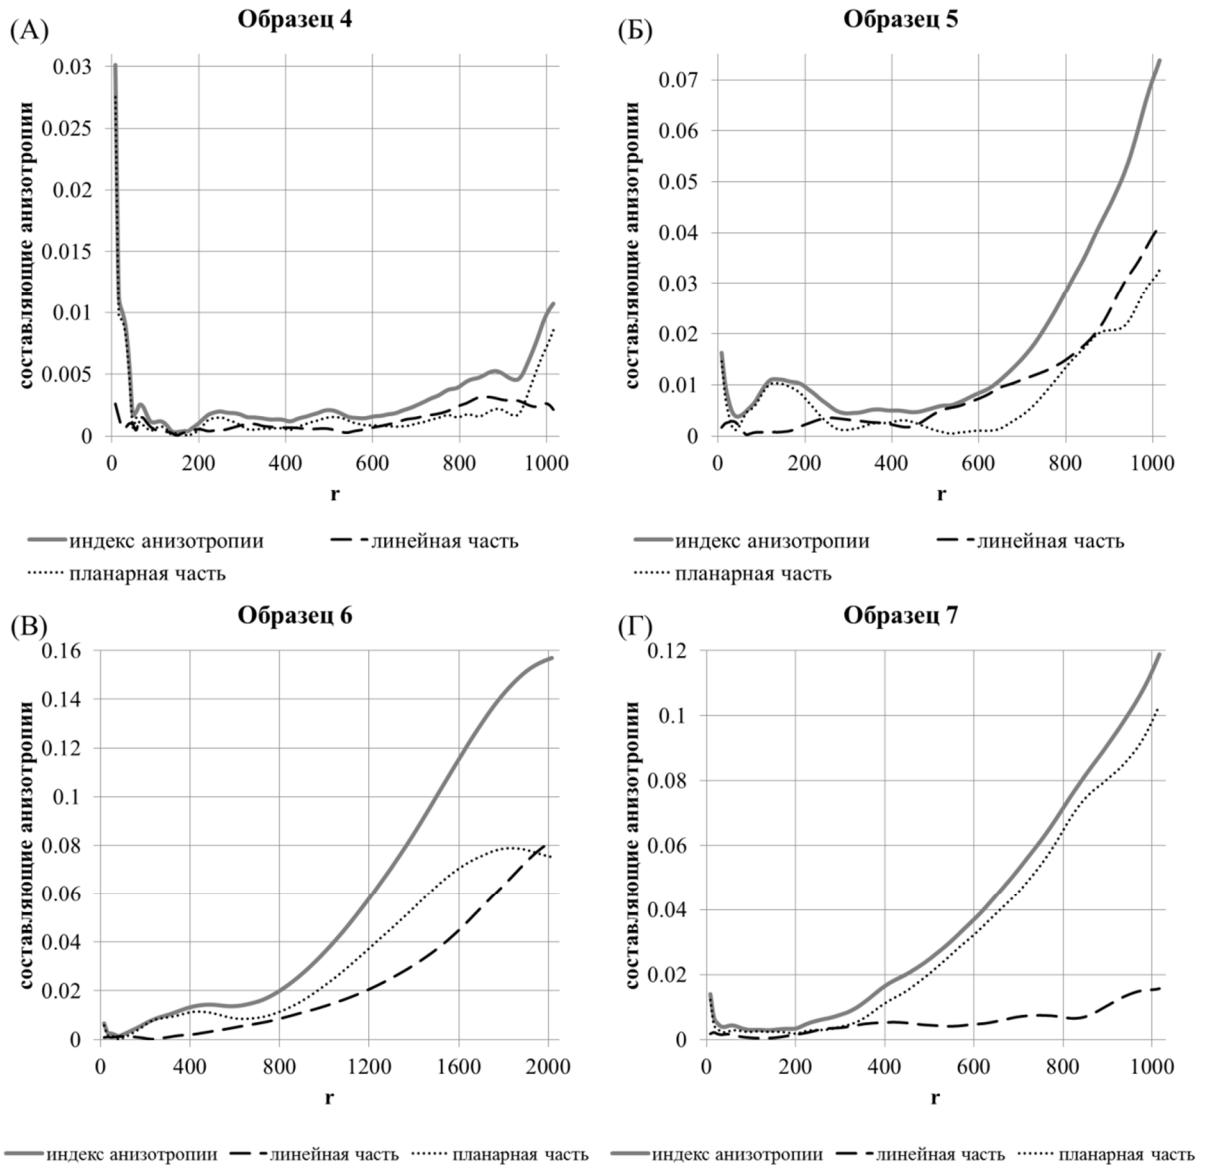 (А)
Образец 4
составляющие анизотропии
0.03
0.025
0.02
0.015
0.01
0.005
0
0 200 400 600 800 1000
r
индекс анизотропии линейная часть
планарная часть
(Б)
Образец 5
составляющие анизотропии
0.07
0.06
0.05
0.04
0.03
0.02
0.01
0
0 200 400 600 800 1000
r
индекс анизотропии линейная часть
планарная часть
(В)
Образец 6
составляющие анизотропии
0.16
0.14
0.12
0.1
0.08
0.06
0.04
0.02
0
0 400 800 1200 1600 2000
r
индекс анизотропии линейная часть планарная часть
(Г)
Образец 7
составляющие анизотропии
0.12
0.1
0.08
0.06
0.04
0.02
0
0 200 400 600 800 1000
r
индекс анизотропии линейная часть планарная часть